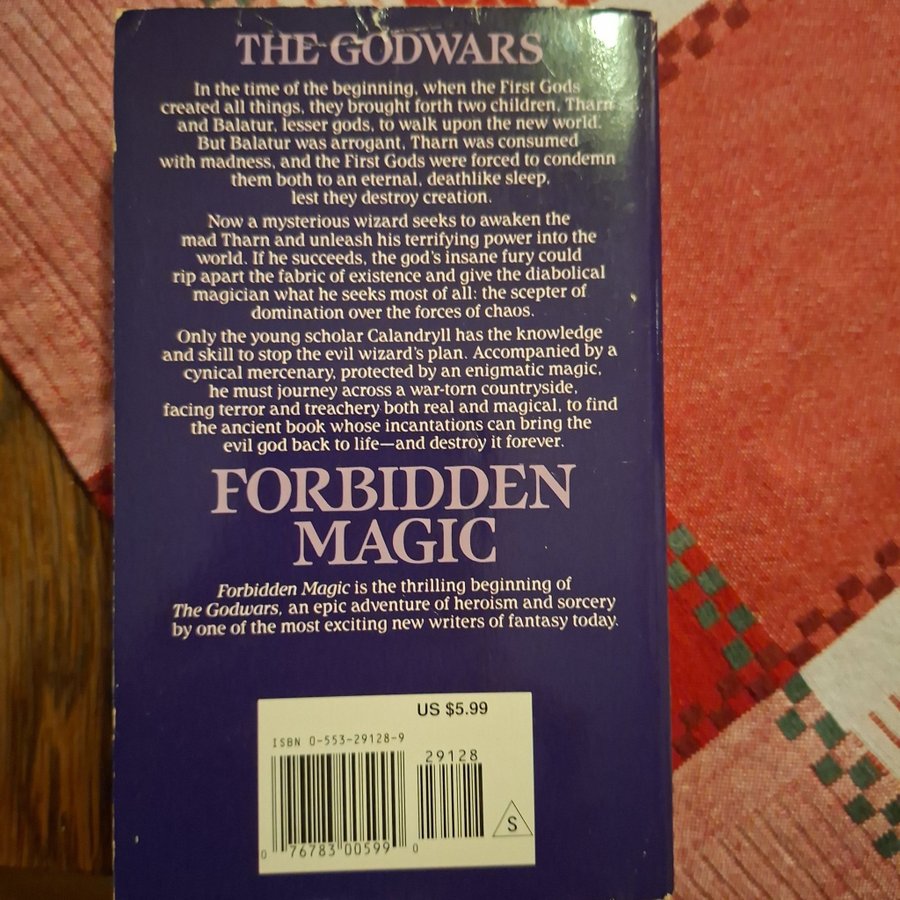 THE GODWARS
In the time of the beginning, when the First Gods
created all things, they brought forth two children, Tharn
and Balatur, lesser gods, to walk upon the new world.
But Balatur was arrogant, Tharn was consumed
with madness, and the First Gods were forced to condemn
them both to an eternal, deathlike sleep,
lest they destroy creation.
Now a mysterious wizard seeks to awaken the
mad Tharn and unleash his terrifying power into the
world. If he succeeds, the god's insane fury could
rip apart the fabric of existence and give the diabolical
magician what he seeks most of all: the scepter of
domination over the forces of chaos.
Only the young scholar Calandryll has the knowledge
and skill to stop the evil wizard's plan. Accompanied by a
cynical mercenary, protected by an enigmatic magic,
he must journey across a war-torn countryside,
facing terror and treachery both real and magical, to find
the ancient book whose incantations can bring the
evil god back to life—and destroy it forever.
FORBIDDEN
MAGIC
Forbidden Magic is the thrilling beginning of
The Godwars, an epic adventure of heroism and sorcery
by one of the most exciting new writers of fantasy today.
US $5.99
ISBN 0-553-29128-9
29128
S
0 76783 00599 0